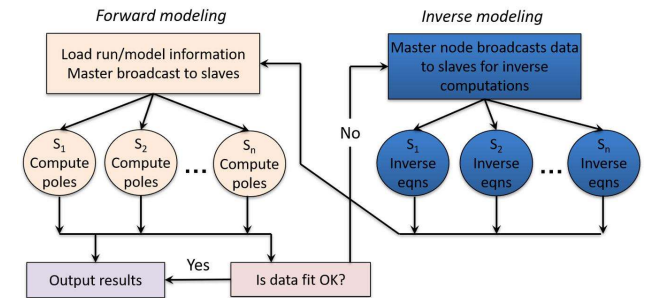 Forward modeling
Inverse modeling
Load run/model information
Master broadcast to slaves
Master node broadcasts data
to slaves for inverse
computations
No
S1
Compute
poles
S2
Compute
poles
...
Sn
Compute
poles
S1
Inverse
eqns
S2
Inverse
eqns
...
Sn
Inverse
eqns
Output results
Yes
Is data fit OK?